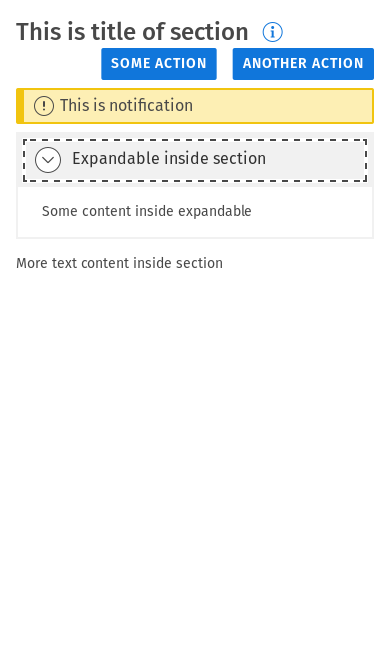 This is title of section
SOME ACTION ANOTHER ACTION
This is notification
Expandable inside section
Some content inside expandable
More text content inside section